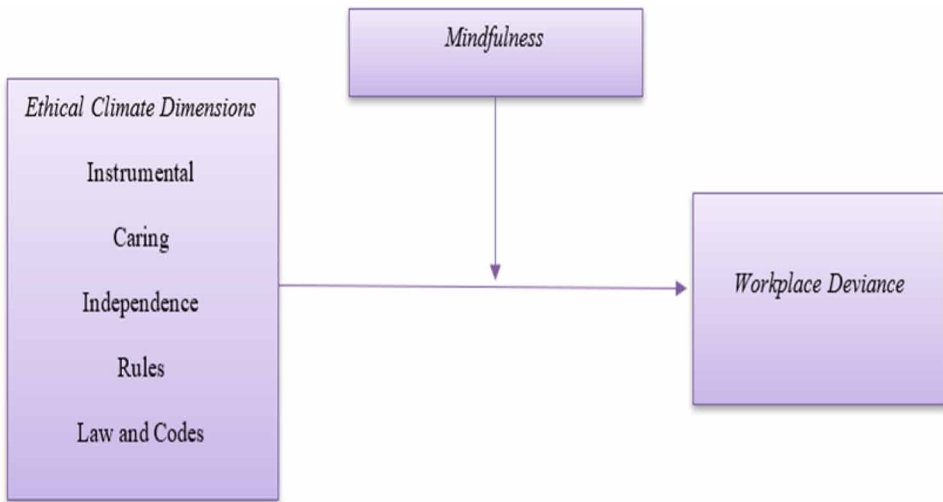 Mindfulness
Ethical Climate Dimensions
Instrumental
Caring
Independence
Rules
Law and Codes
Workplace Deviance